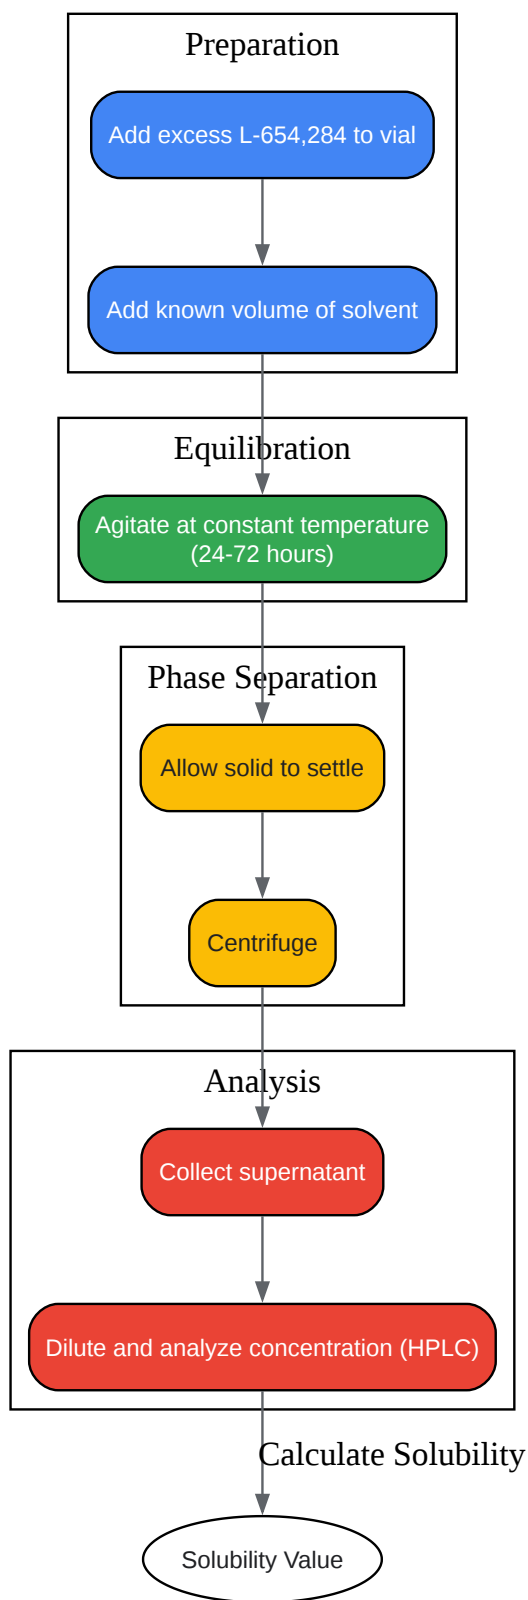 Preparation
Add excess L-654,284 to vial
Add known volume of solvent
Equilibration
Agitate at constant temperature
(24-72 hours)
Phase Separation
Allow solid to settle
Centrifuge
Analysis
Collect supernatant
Dilute and analyze concentration (HPLC)
Calculate Solubility
Solubility Value